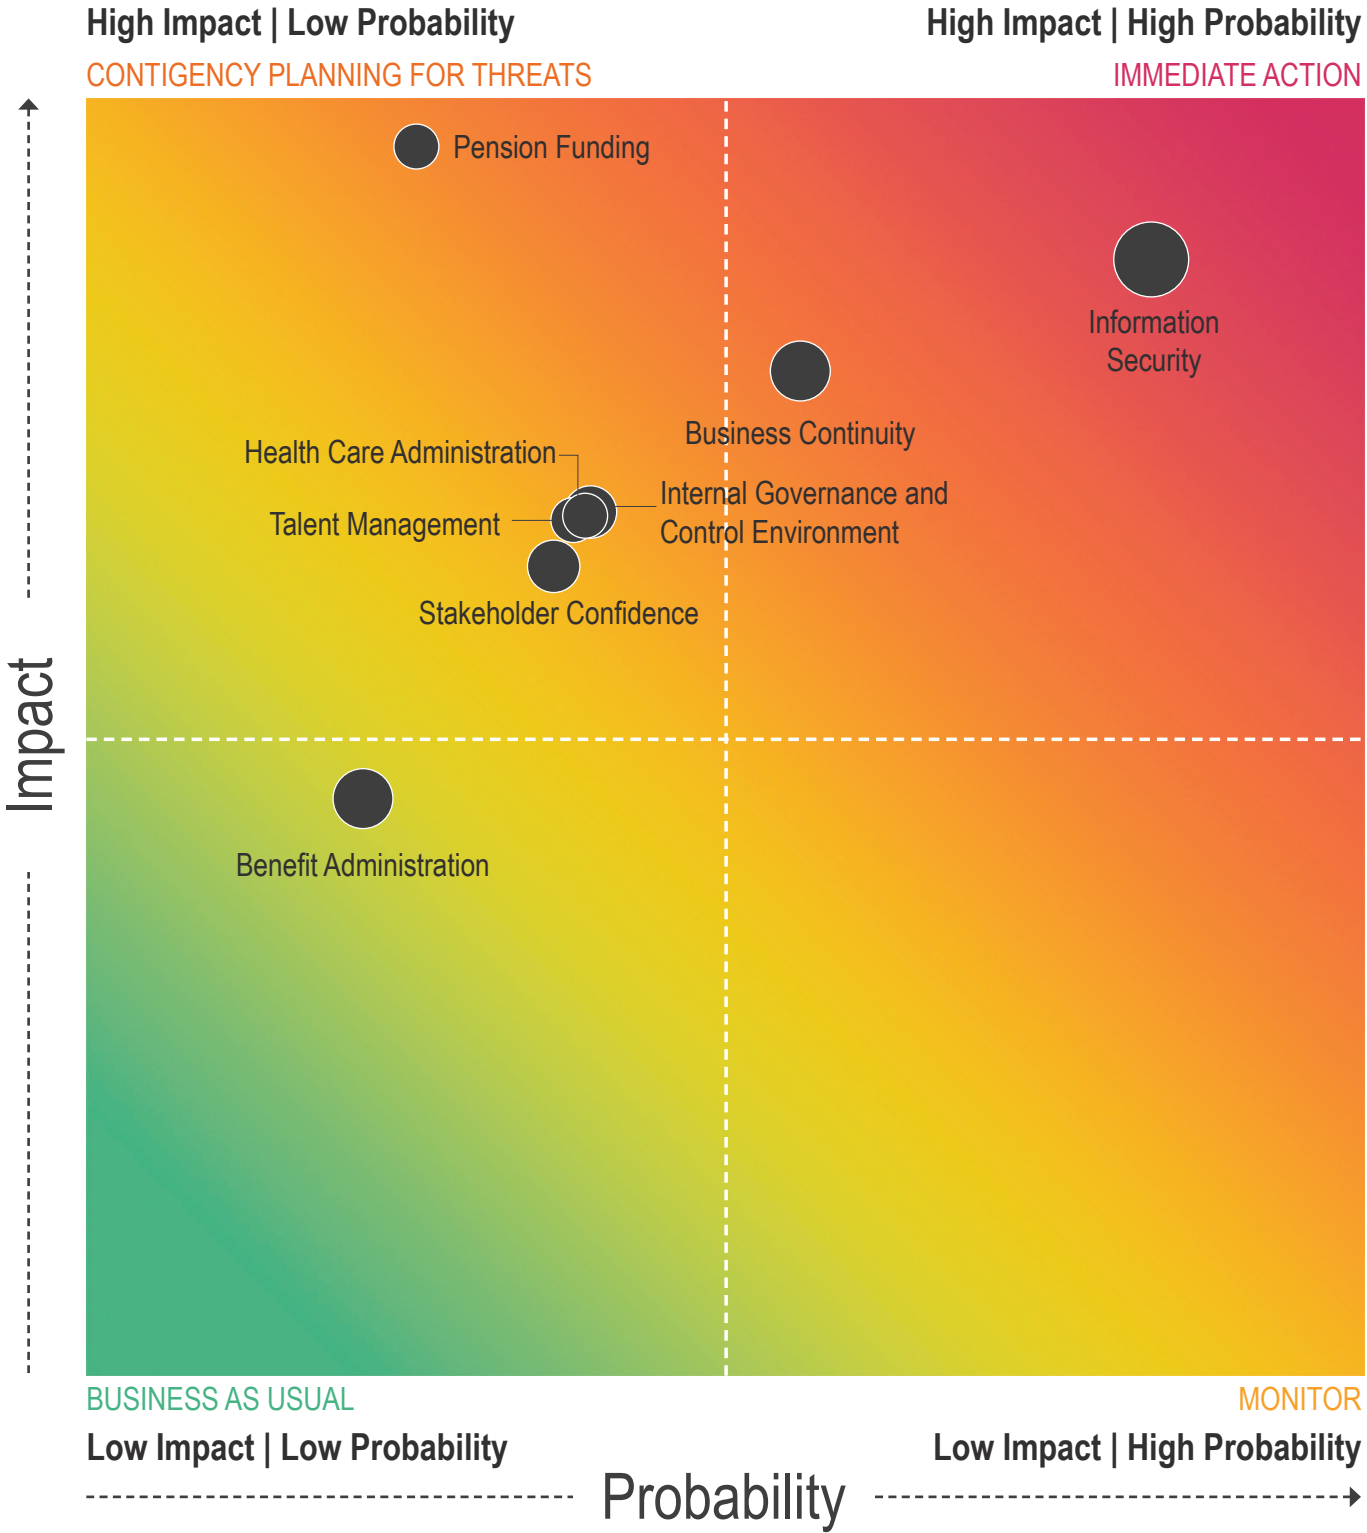 High Impact | Low Probability
High Impact | High Probability
CONTIGENCY PLANNING FOR THREATS
IMMEDIATE ACTION
Pension Funding
Information
Security
Business Continuity
Health Care Administration
Internal Governance and
Control Environment
Talent Management
Stakeholder Confidence
Impact
Benefit Administration
BUSINESS AS USUAL
MONITOR
Low Impact | Low Probability
Low Impact | High Probability
Probability